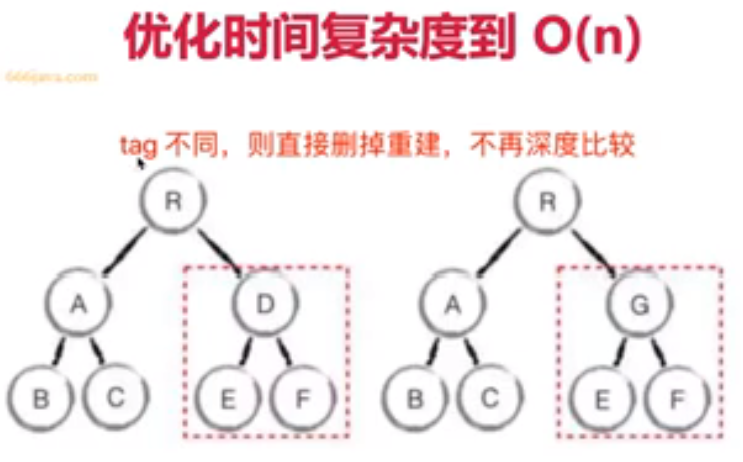 优化时间复杂度到 O(n)
666java.com
tag 不同，则直接删掉重建，不再深度比较
R R
A D A G
B C E F B C E F